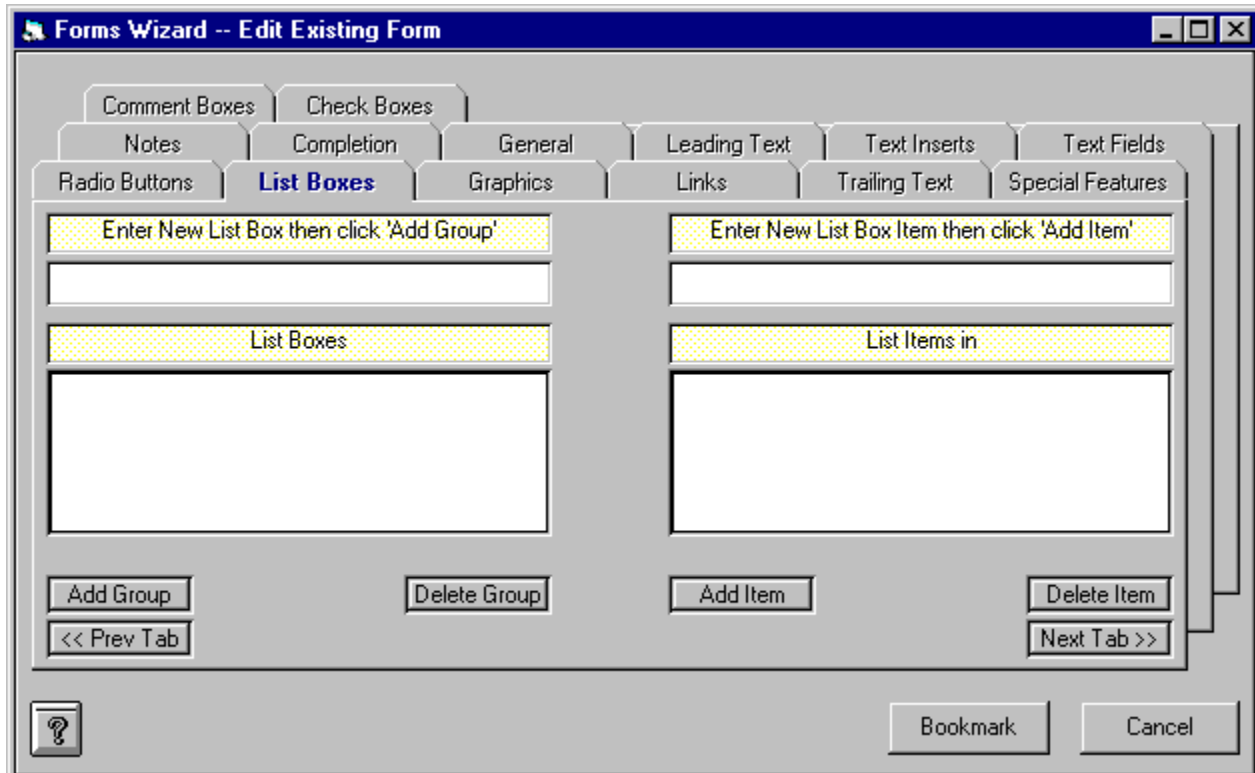 Forms Wizard -- Edit Existing Form
Comment Boxes Check Boxes
Notes Completion General Leading Text Text Inserts Text Fields
Radio Buttons List Boxes Graphics Links Trailing Text Special Features
Enter New List Box then click 'Add Group' Enter New List Box Item then click 'Add Item'
List Boxes List Items in
Add Group Delete Group Add Item Delete Item
<< Prev Tab Next Tab >>
? Bookmark Cancel